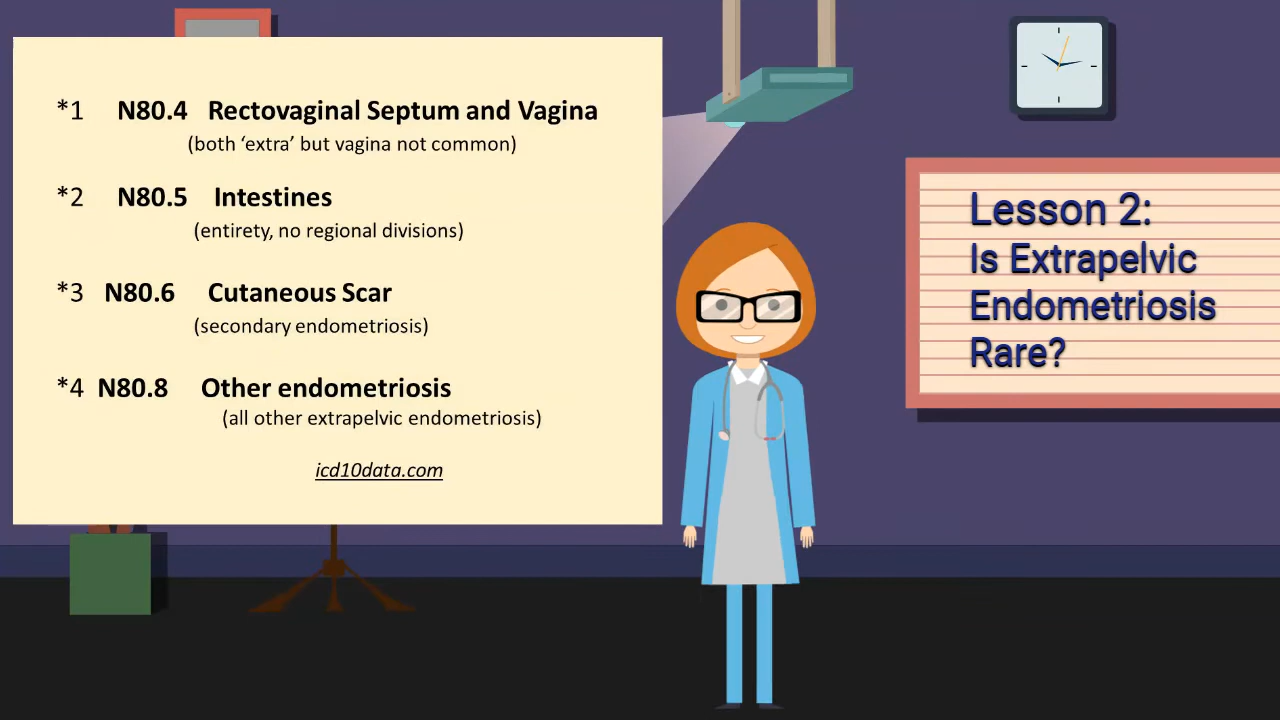 *1 N80.4 Rectovaginal Septum and Vagina
(both ‘extra’ but vagina not common)
*2 N80.5 Intestines
(entirety, no regional divisions)
*3 N80.6 Cutaneous Scar
(secondary endometriosis)
*4 N80.8 Other endometriosis
(all other extrapelvic endometriosis)
icd10data.com
Lesson 2:
Is Extrapelvic
Endometriosis
Rare?